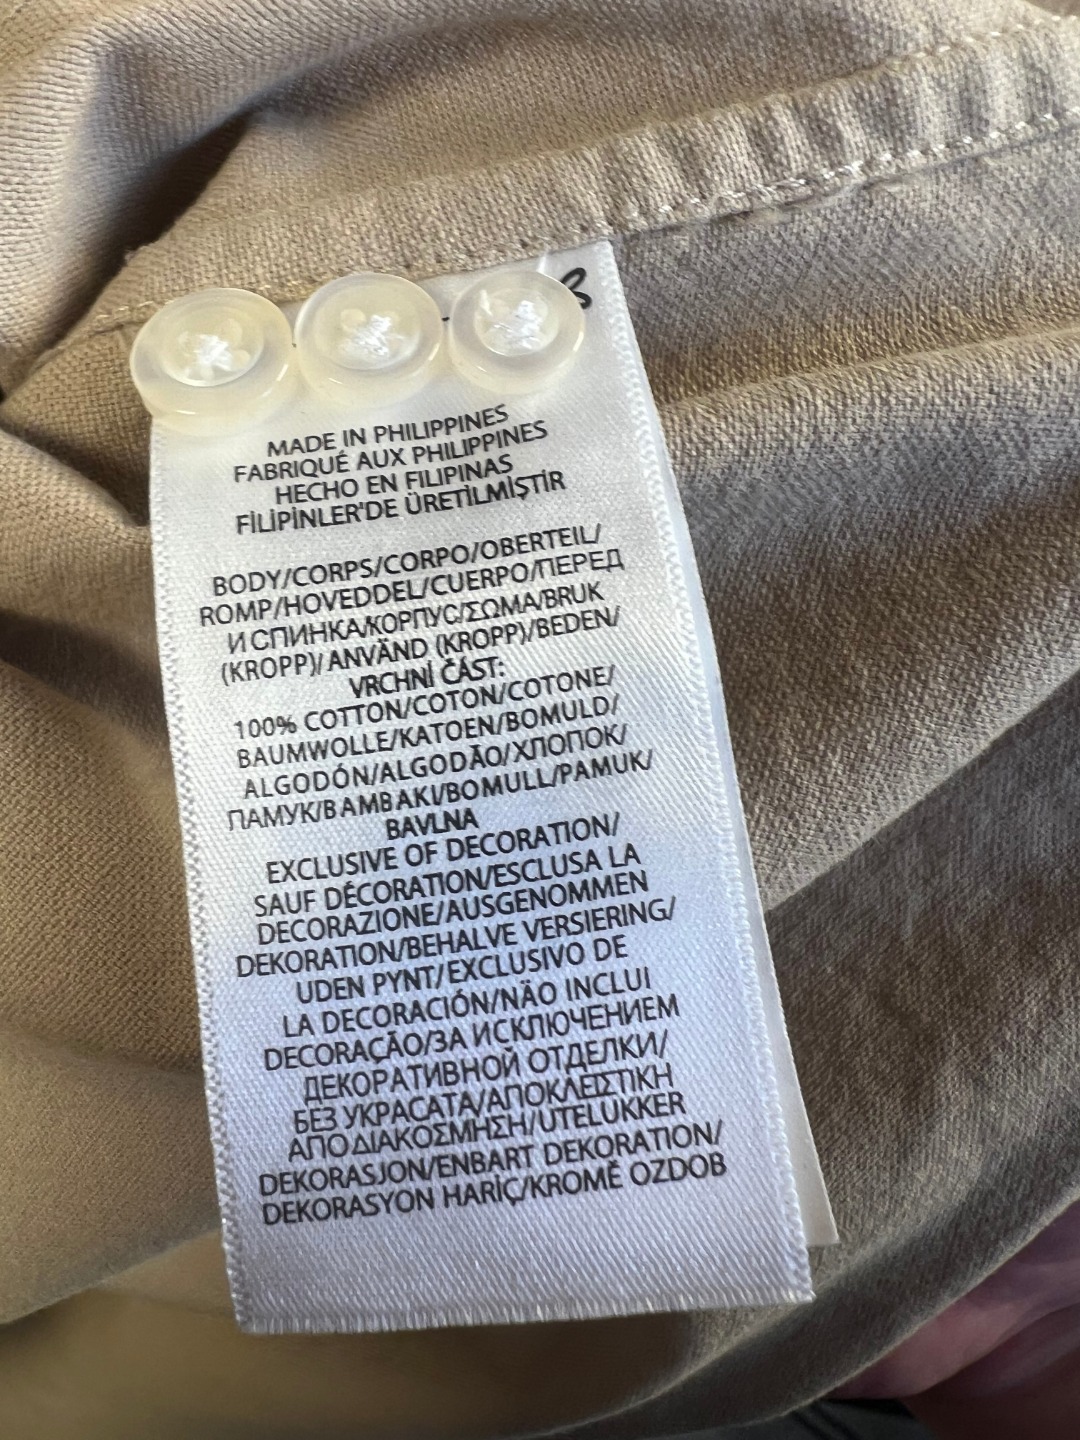 MADE IN PHILIPPINES
FABRIQUÉ AUX PHILIPPINES
HECHO EN FILIPINAS
FİLİPİNLER'DE ÜRETİLMİŞTİR
BODY/CORPS/CORPO/OBERTEIL/
ROMP/HOVEDDEL/CUERPO/ПЕРЕД
И СПИНКА/КОРПУС/ΣΩΜΑ/BRUK
(KROPP)/ANVÄND (KROPP)/BEDEN/
VRCHNÍ ČÁST:
100% COTTON/COTON/COTONE/
BAUMWOLLE/KATOEN/BOMULD/
ALGODÓN/ALGODÃO/ХЛОПОК/
ПАМУК/ΒΑΜΒΑΚΙ/BOMULL/PAMUK/
BAVLNA
EXCLUSIVE OF DECORATION/
SAUF DÉCORATION/ESCLUSA LA
DECORAZIONE/AUSGENOMMEN
DEKORATION/BEHALVE VERSIERING/
UDEN PYNT/EXCLUSIVO DE
LA DECORACIÓN/NÃO INCLUI
DECORAÇÃO/ЗА ИСКЛЮЧЕНИЕМ
ДЕКОРАТИВНОЙ ОТДЕЛКИ/
БЕЗ УКРАСАТА/ΑΠΟΚΛΕΙΣΤΙΚΗ
ΑΠΟ ΔΙΑΚΟΣΜΗΣΗ/UTELUKKER
DEKORASJON/ENBART DEKORATION/
DEKORASYON HARİÇ/KROMĚ OZDOB